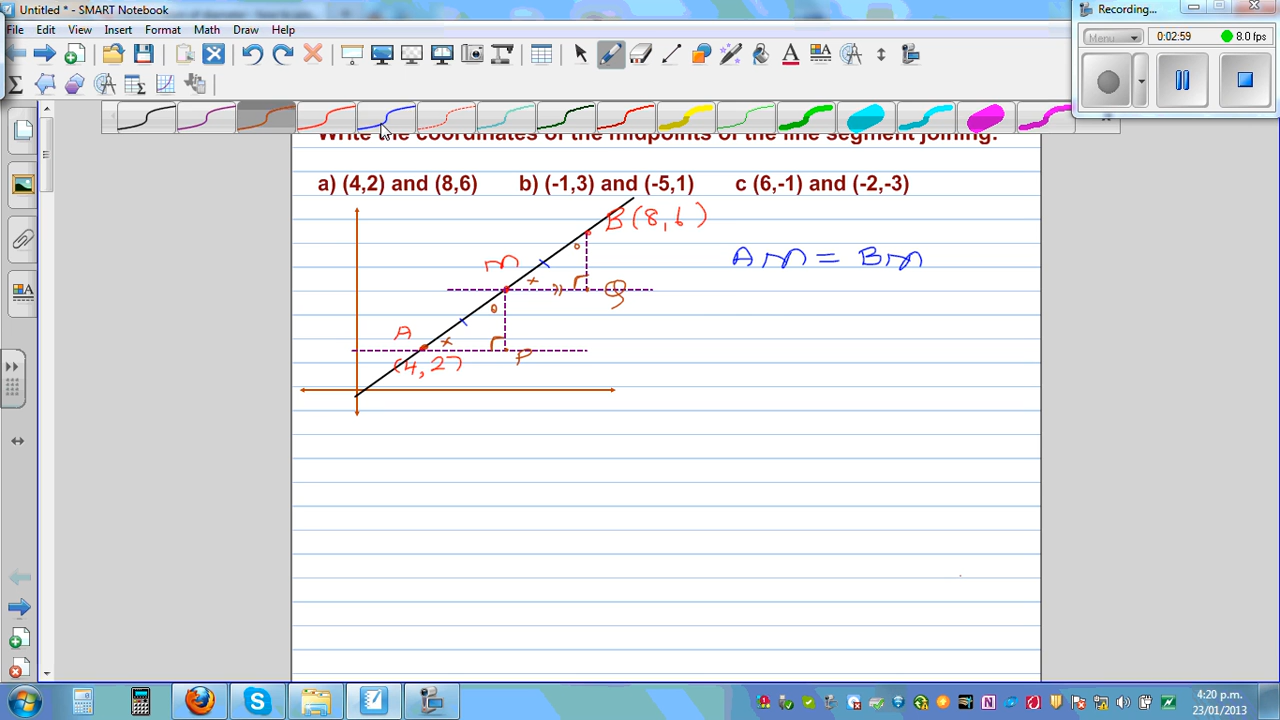 Untitled * - SMART Notebook
Recording...
File Edit View Insert Format Math Draw Help
Menu
0:02:59
8.0 fps
Write the coordinates of the midpoints of the line segment joining:
a) (4,2) and (8,6) b) (-1,3) and (-5,1) c (6,-1) and (-2,-3)
B (8, 6)
AM = BM
M
Q
A
P
(4, 2)
4:20 p.m.
23/01/2013